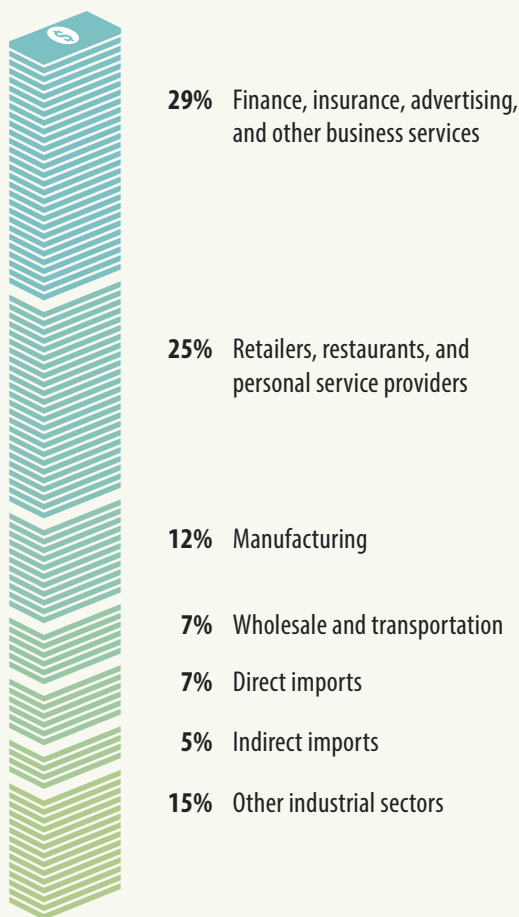 $
29% Finance, insurance, advertising,
and other business services
25% Retailers, restaurants, and
personal service providers
12% Manufacturing
7% Wholesale and transportation
7% Direct imports
5% Indirect imports
15% Other industrial sectors